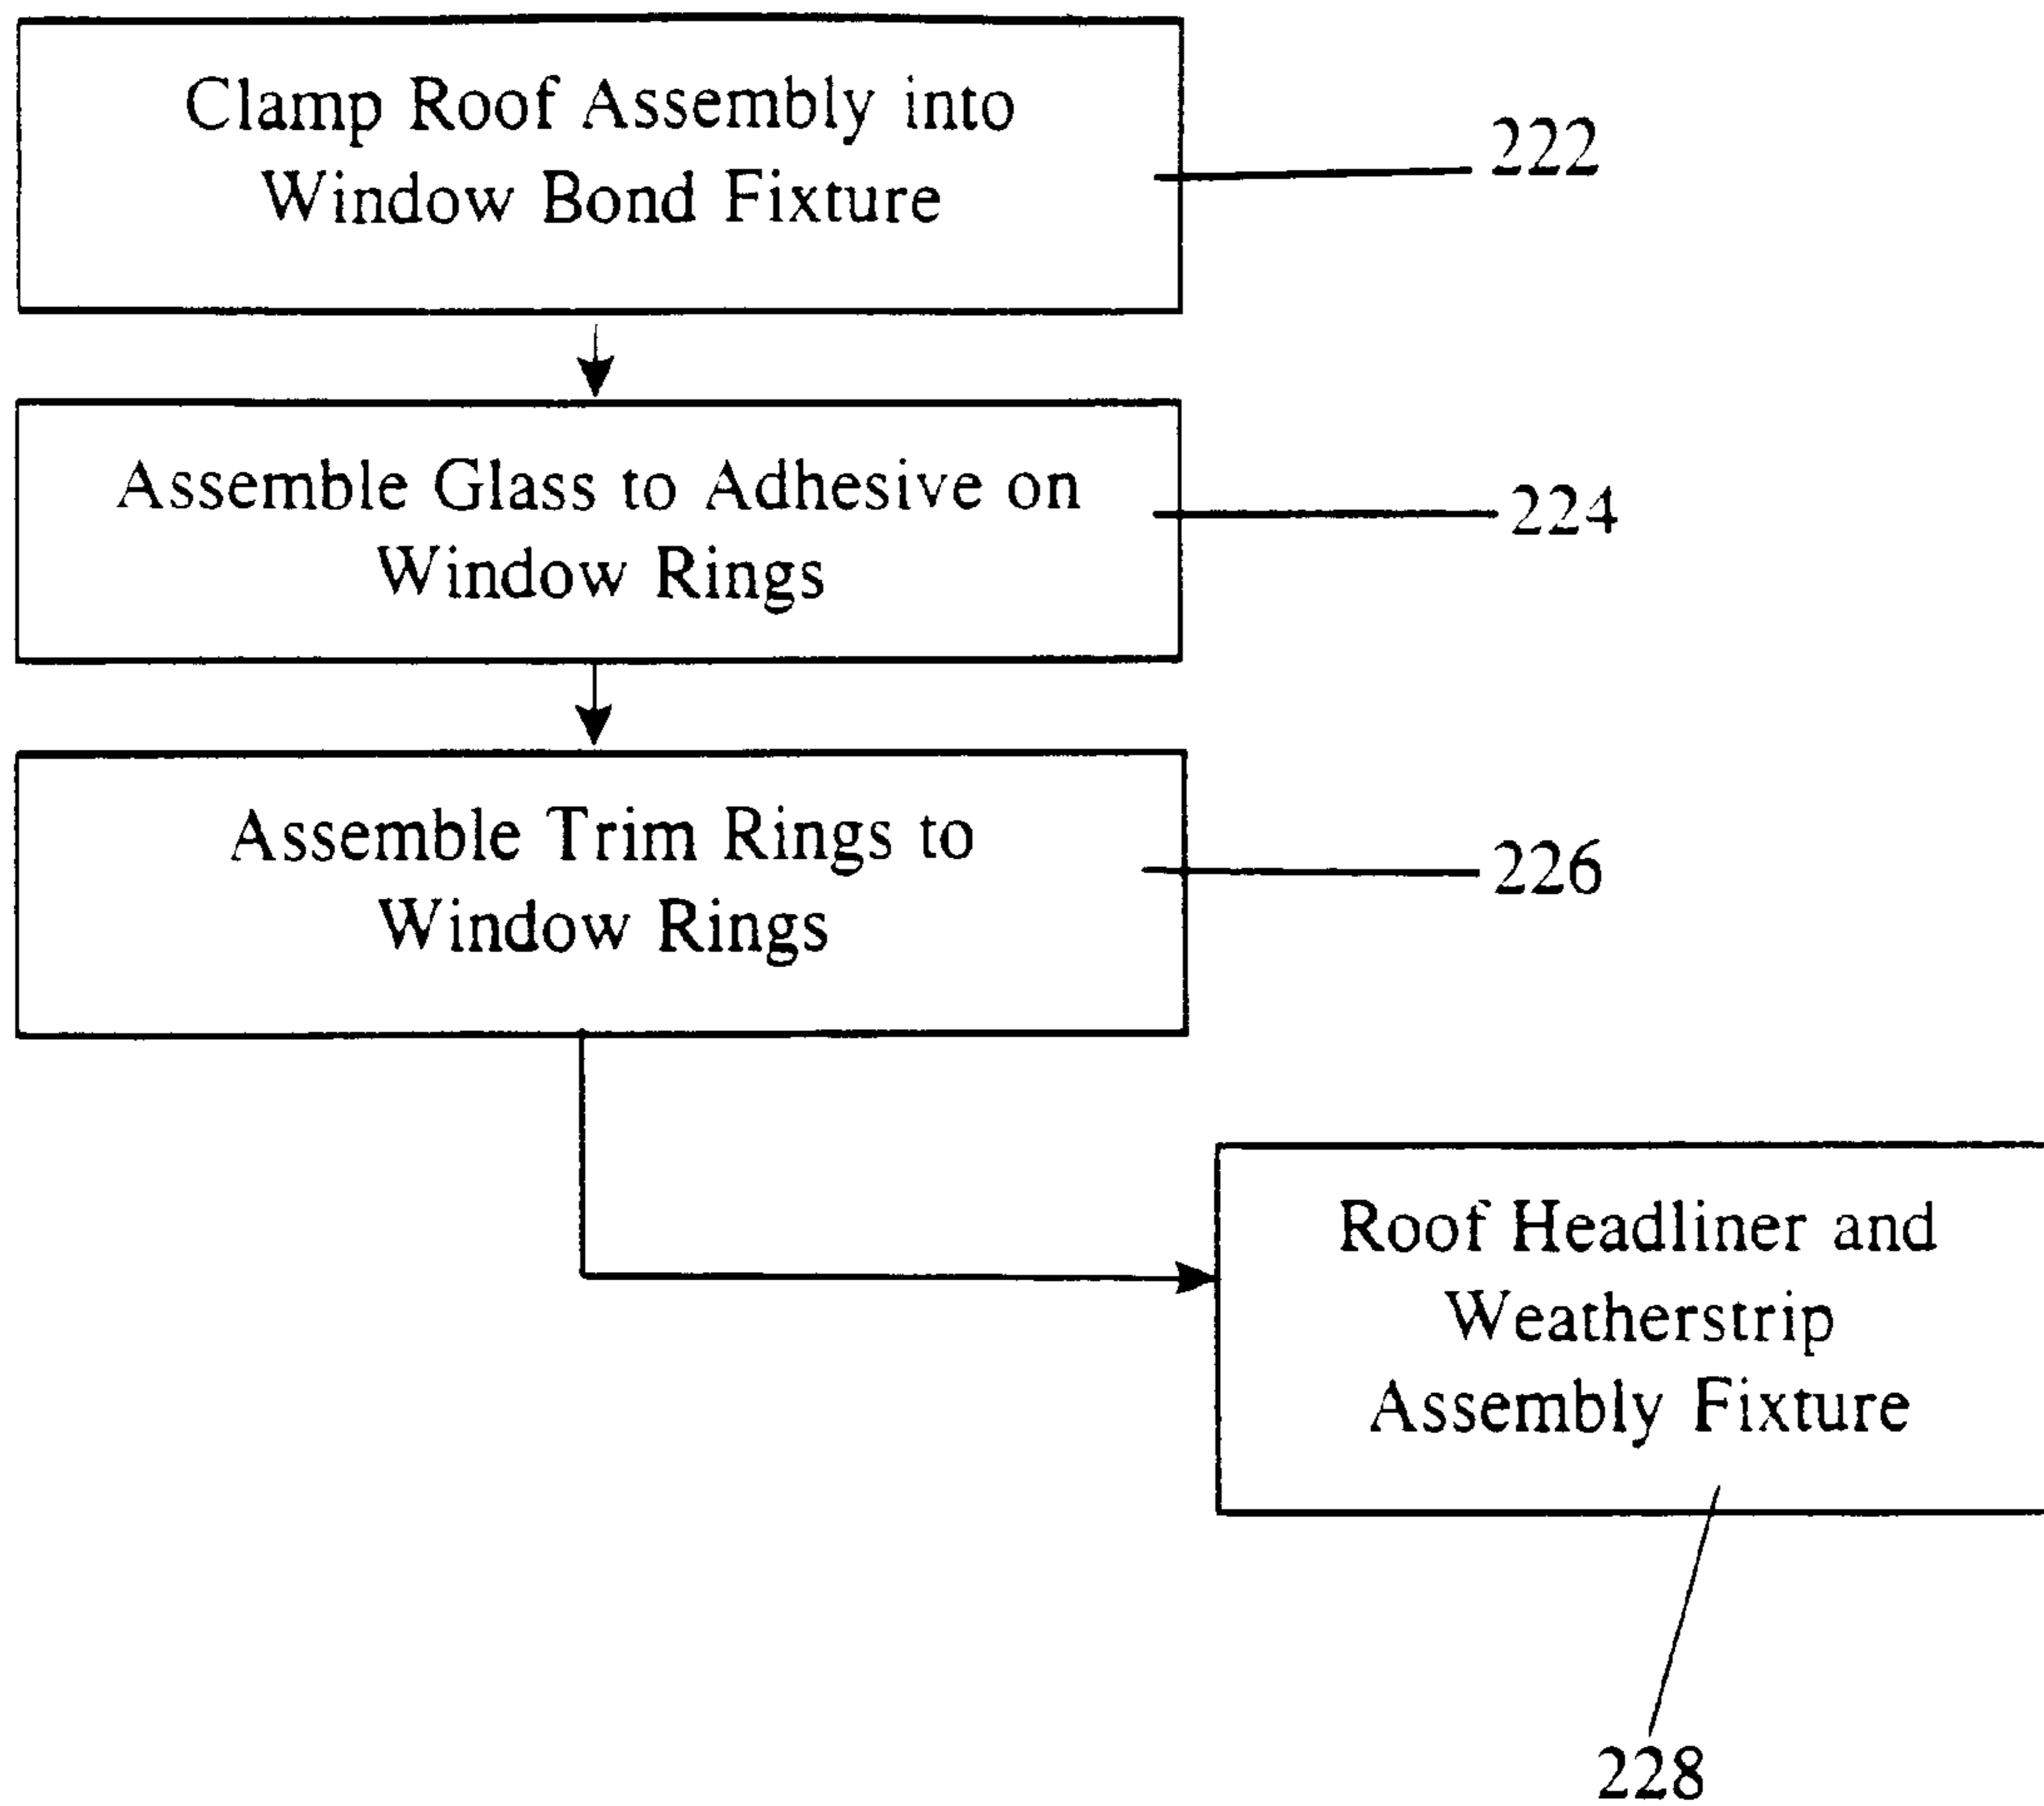 Clamp Roof Assembly into
Window Bond Fixture
222
Assemble Glass to Adhesive on
Window Rings
224
Assemble Trim Rings to
Window Rings
226
Roof Headliner and
Weatherstrip
Assembly Fixture
228